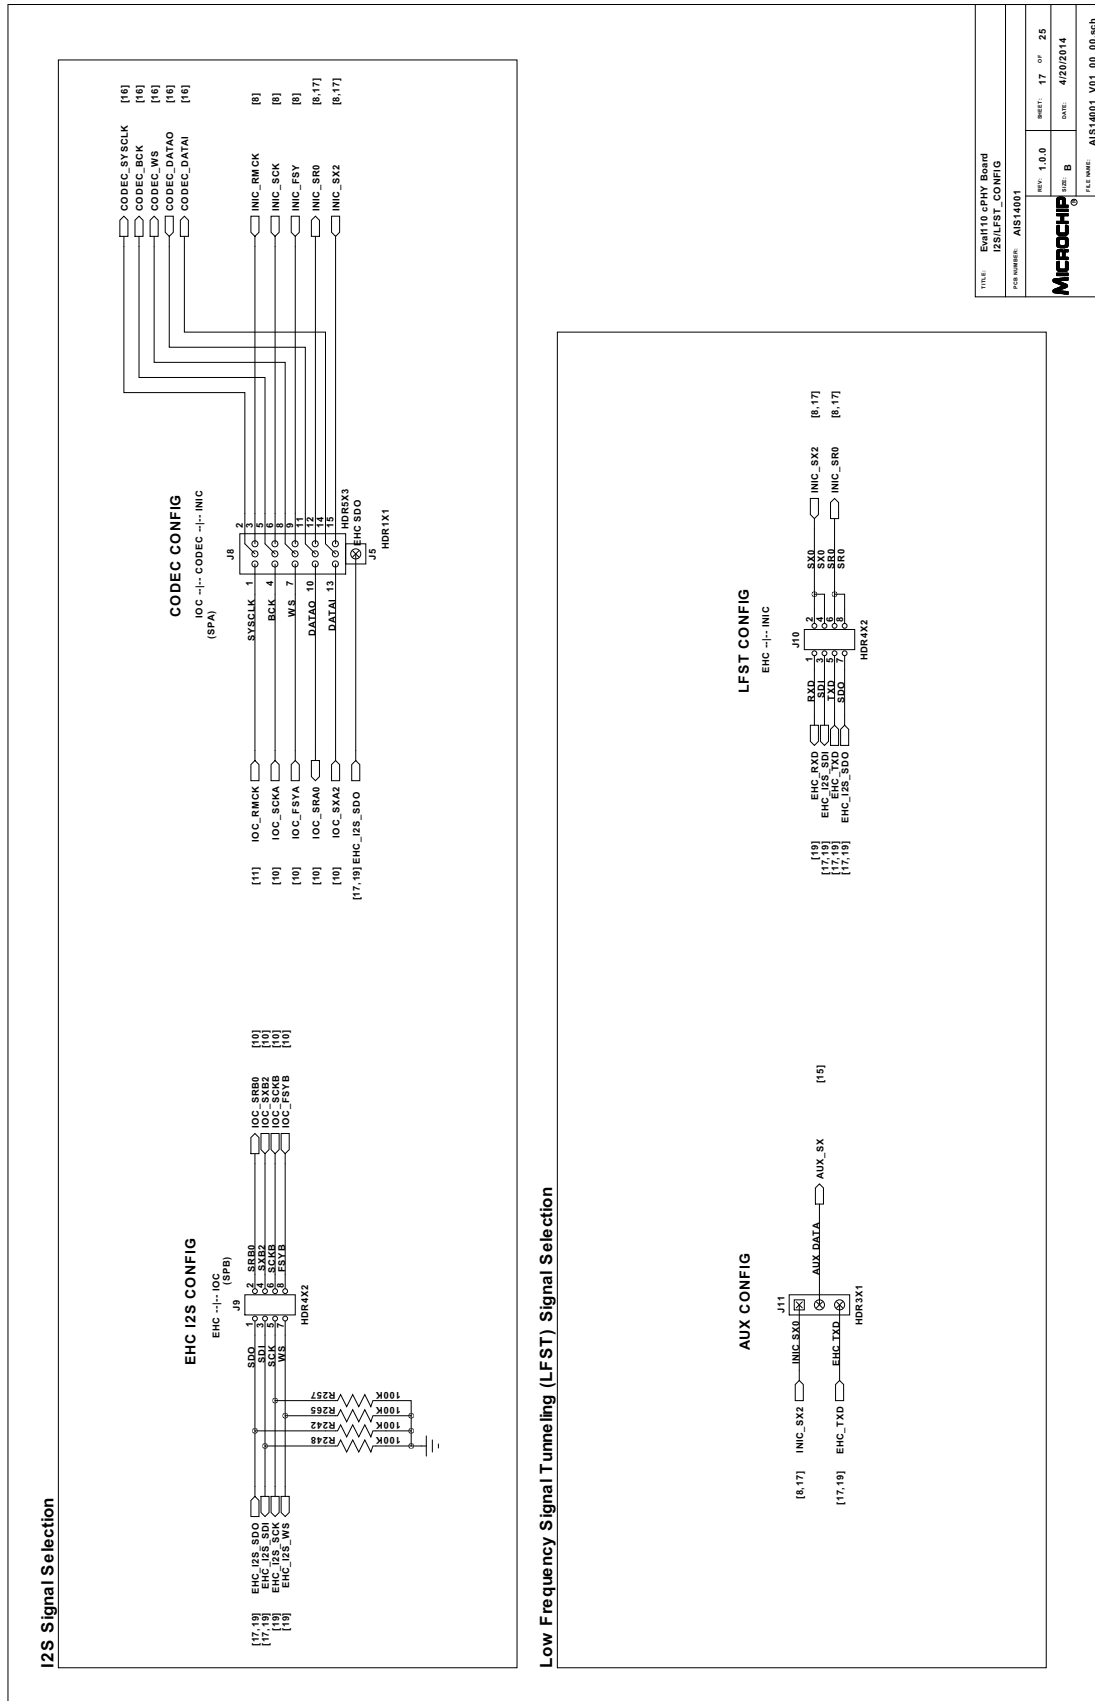 I2S Signal Selection
EHC I2S CONFIG
EHC --|-- IOC
(SPB)
J9
HDR4X2
[17,19] EHC_I2S_SDO SDO 1 2 SRB0 IOC_SRB0 [10]
[17,19] EHC_I2S_SDI SDI 3 4 SXB2 IOC_SXB2 [10]
[19] EHC_I2S_SCK SCK 5 6 SCKB IOC_SCKB [10]
[19] EHC_I2S_WS WS 7 8 FSYB IOC_FSYB [10]
R257 100K
R265 100K
R242 100K
R248 100K
CODEC CONFIG
IOC --|-- CODEC --|-- INIC
(SPA)
CODEC_SYSCLK [16]
CODEC_BCK [16]
CODEC_WS [16]
CODEC_DATAO [16]
CODEC_DATAI [16]
J8
[11] IOC_RMCK SYSCLK 1 2 3 INIC_RMCK [8]
[10] IOC_SCKA BCK 4 5 6 INIC_SCK [8]
[10] IOC_FSYA WS 7 8 9 INIC_FSY [8]
[10] IOC_SRA0 DATAO 10 11 12 INIC_SR0 [8,17]
[10] IOC_SXA2 DATAI 13 14 15 INIC_SX2 [8,17]
HDR5X3
[17,19] EHC_I2S_SDO EHC SDO
J5
HDR1X1
Low Frequency Signal Tunneling (LFST) Signal Selection
AUX CONFIG
J11
[8,17] INIC_SX2 INIC_SX0
AUX DATA AUX_SX [15]
[17,19] EHC_TXD EHC_TXD
HDR3X1
LFST CONFIG
EHC --|-- INIC
J10
[19] EHC_RXD RXD 1 2 SX0 INIC_SX2 [8,17]
[17,19] EHC_I2S_SDI SDI 3 4 SX0
[17,19] EHC_TXD TXD 5 6 SR0 INIC_SR0 [8,17]
[17,19] EHC_I2S_SDO SDO 7 8 SR0
HDR4X2
TITLE: Eval110 cPHY Board
I2S/LFST_CONFIG
PCB NUMBER: AIS14001
MICROCHIP®
REV: 1.0.0 SHEET: 17 OF 25
SIZE: B DATE: 4/20/2014
FILE NAME: AIS14001_V01_00_00.sch